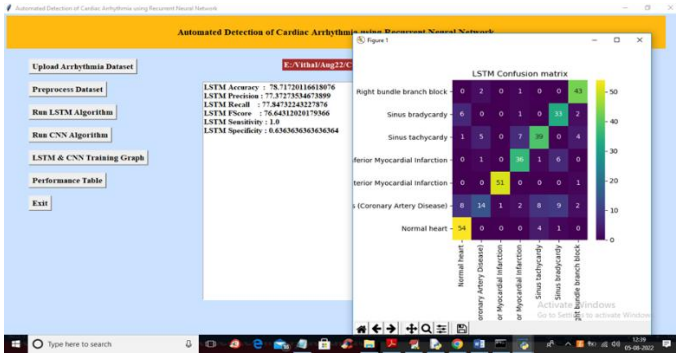 Automated Detection of Cardiac Arrhythmia using Recurrent Neural Network
Automated Detection of Cardiac Arrhythmia using Recurrent Neural Network
Upload Arrhythmia Dataset
Preprocess Dataset
Run LSTM Algorithm
Run CNN Algorithm
LSTM & CNN Training Graph
Performance Table
Exit
E:/Vithal/Aug22/C
LSTM Accuracy : 78.71720116618076
LSTM Precision : 77.37273534673899
LSTM Recall : 77.84732243227876
LSTM FScore : 76.64312020179366
LSTM Sensitivity : 1.0
LSTM Specificity : 0.6363636363636364
Figure 1
LSTM Confusion matrix
Right bundle branch block 0 2 0 1 0 0 43
Sinus bradycardy 6 0 0 1 0 33 2
Sinus tachycardy 1 5 0 7 39 0 4
ferior Myocardial Infarction 0 1 0 36 1 6 0
terior Myocardial Infarction 0 0 51 0 0 0 1
s (Coronary Artery Disease) 8 14 1 2 8 9 2
Normal heart 54 0 0 0 4 1 0
Normal heart
oronary Artery Disease)
or Myocardial Infarction
or Myocardial Infarction
Sinus tachycardy
Sinus bradycardy
ght bundle branch block
50
40
30
20
10
0
Activate Windows
Go to Settings to activate Windows
Type here to search
12:39
05-08-2022